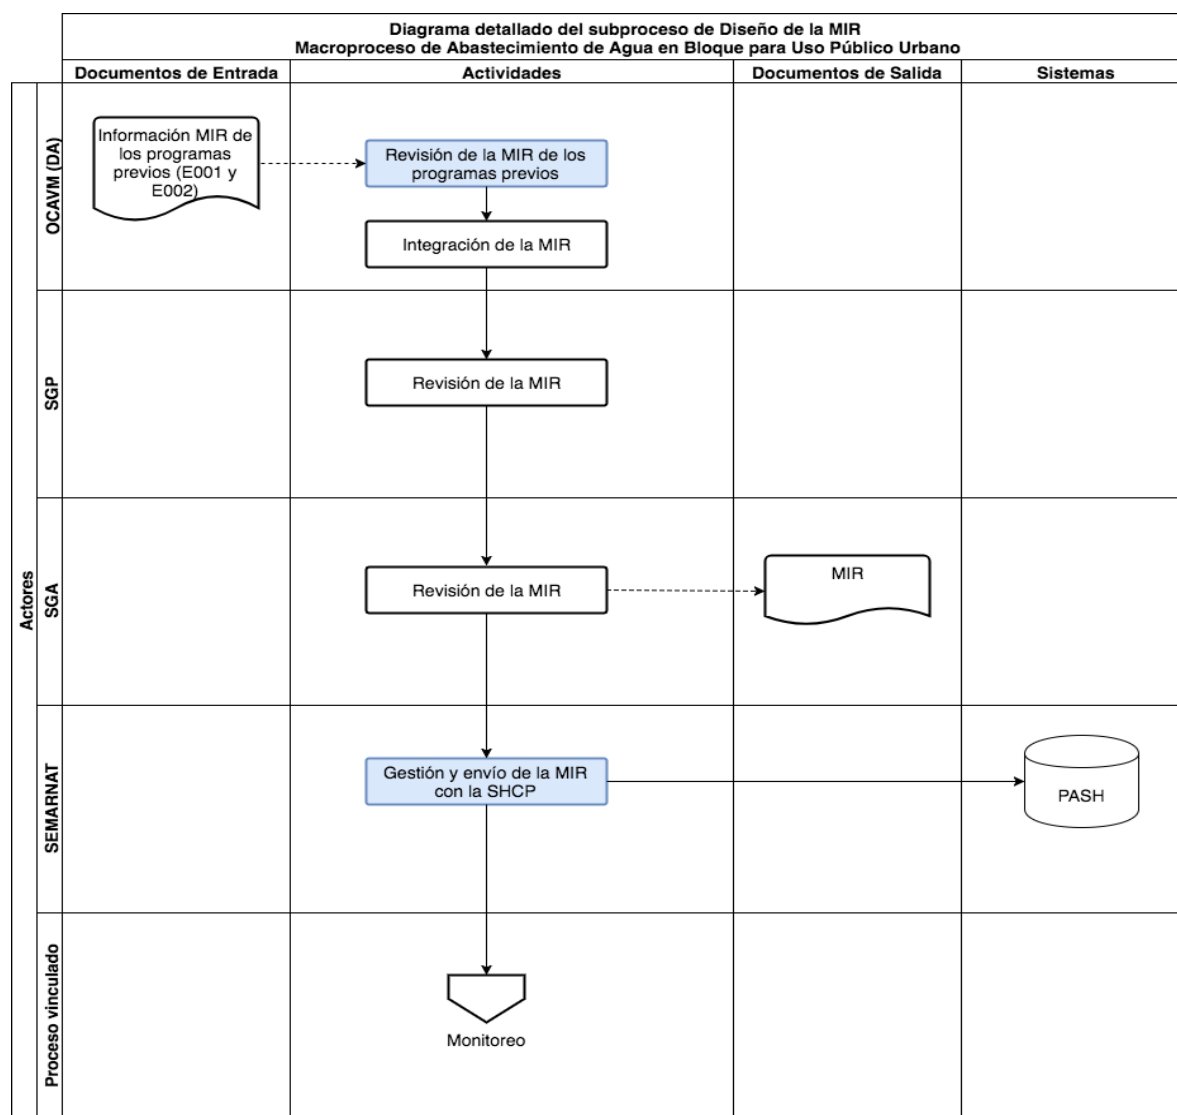 Diagrama detallado del subproceso de Diseño de la MIR
Macroproceso de Abastecimiento de Agua en Bloque para Uso Público Urbano
Documentos de Entrada
Actividades
Documentos de Salida
Sistemas
Actores
OCAVM (DA)
Información MIR de
los programas
previos (E001 y
E002)
Revisión de la MIR de los
programas previos
Integración de la MIR
SGP
Revisión de la MIR
SGA
Revisión de la MIR
MIR
SEMARNAT
Gestión y envío de la MIR
con la SHCP
PASH
Proceso vinculado
Monitoreo